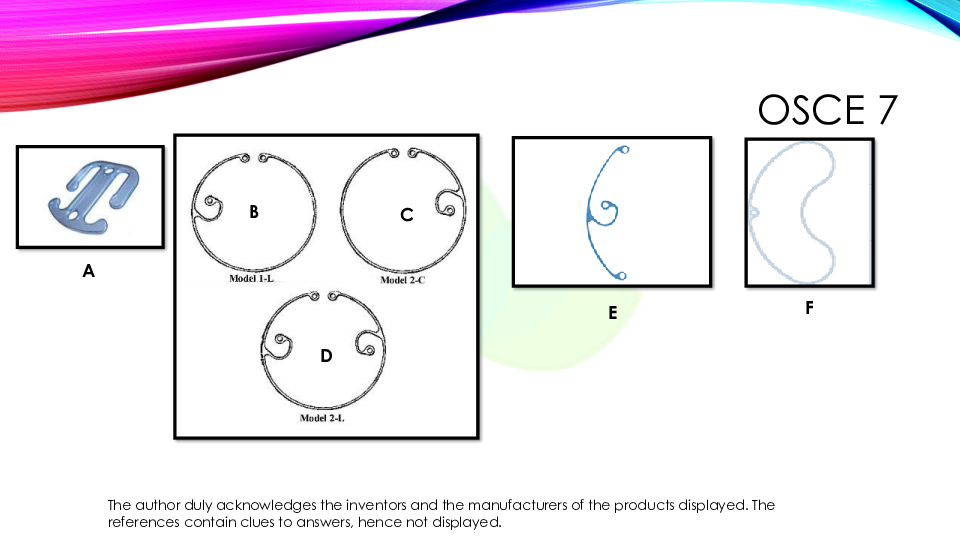 OSCE 7
A
B
C
Model 1-L
Model 2-C
D
Model 2-L
E
F
The author duly acknowledges the inventors and the manufacturers of the products displayed. The
references contain clues to answers, hence not displayed.